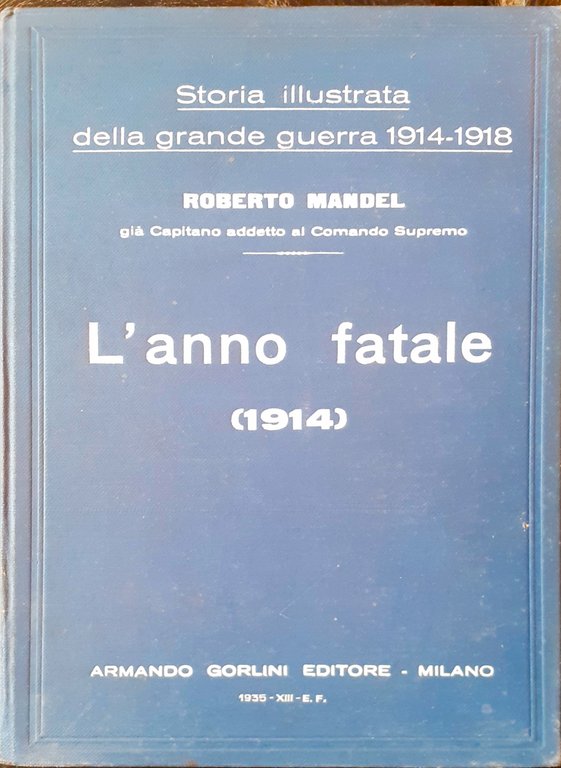 Storia illustrata
della grande guerra 1914-1918
ROBERTO MANDEL
già Capitano addetto al Comando Supremo
L'anno fatale
(1914)
ARMANDO GORLINI EDITORE - MILANO
1935 - XIII - E. F.